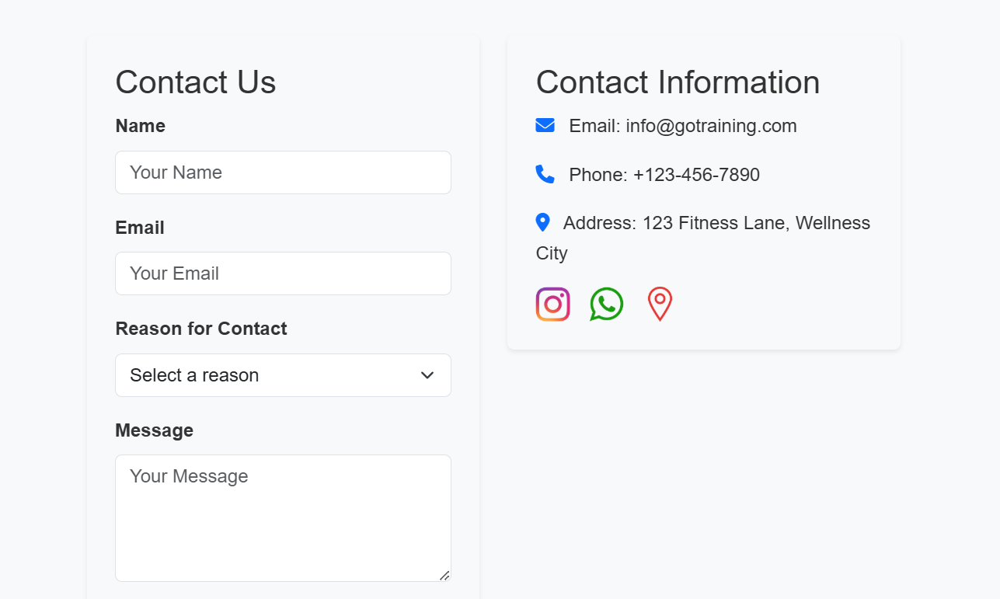 Contact Us
Name
Your Name
Email
Your Email
Reason for Contact
Select a reason
Message
Your Message
Contact Information
Email: info@gotraining.com
Phone: +123-456-7890
Address: 123 Fitness Lane, Wellness
City